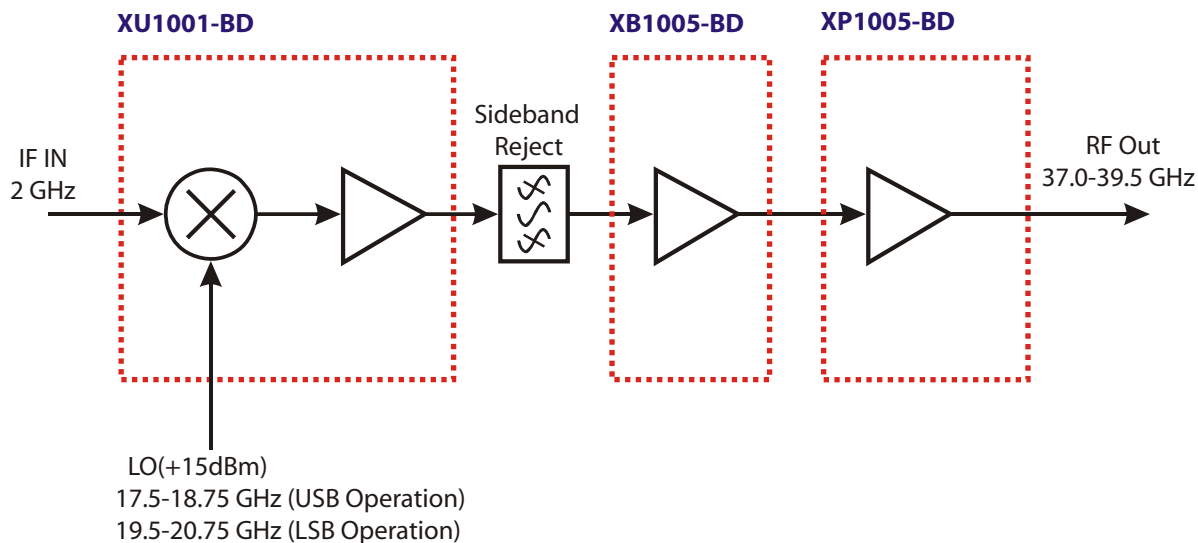 XU1001-BD
XB1005-BD
XP1005-BD
Sideband
Reject
IF IN
2 GHz
RF Out
37.0-39.5 GHz
LO(+15dBm)
17.5-18.75 GHz (USB Operation)
19.5-20.75 GHz (LSB Operation)